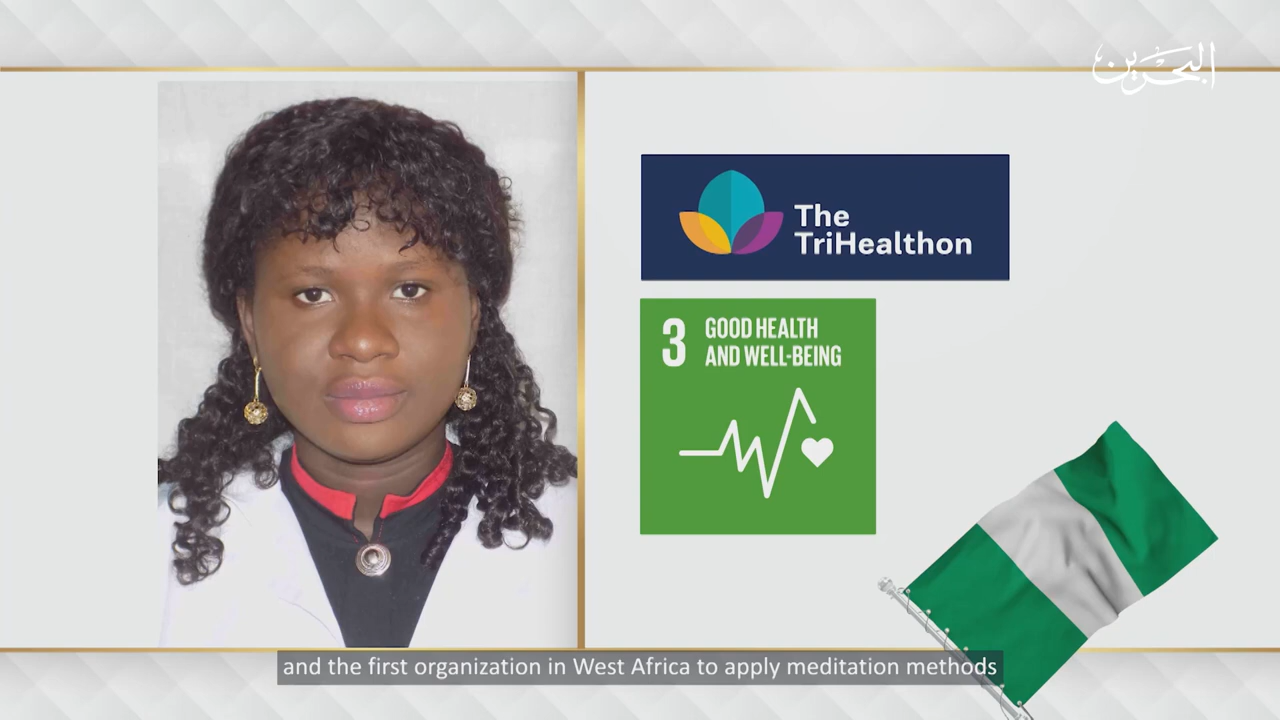 البحرين
The
TriHealthon
3 GOOD HEALTH
AND WELL-BEING
and the first organization in West Africa to apply meditation methods